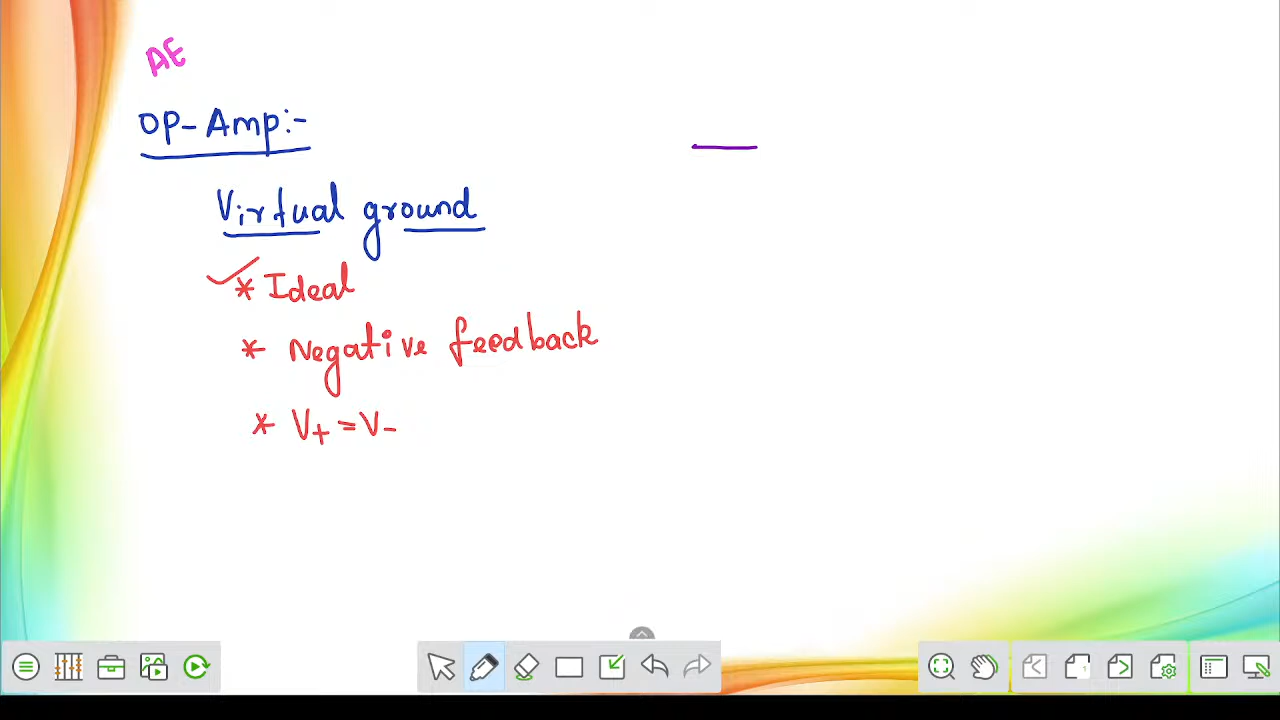 AE
OP-Amp:-
Virtual ground
* Ideal
* Negative feedback
* V+ = V-